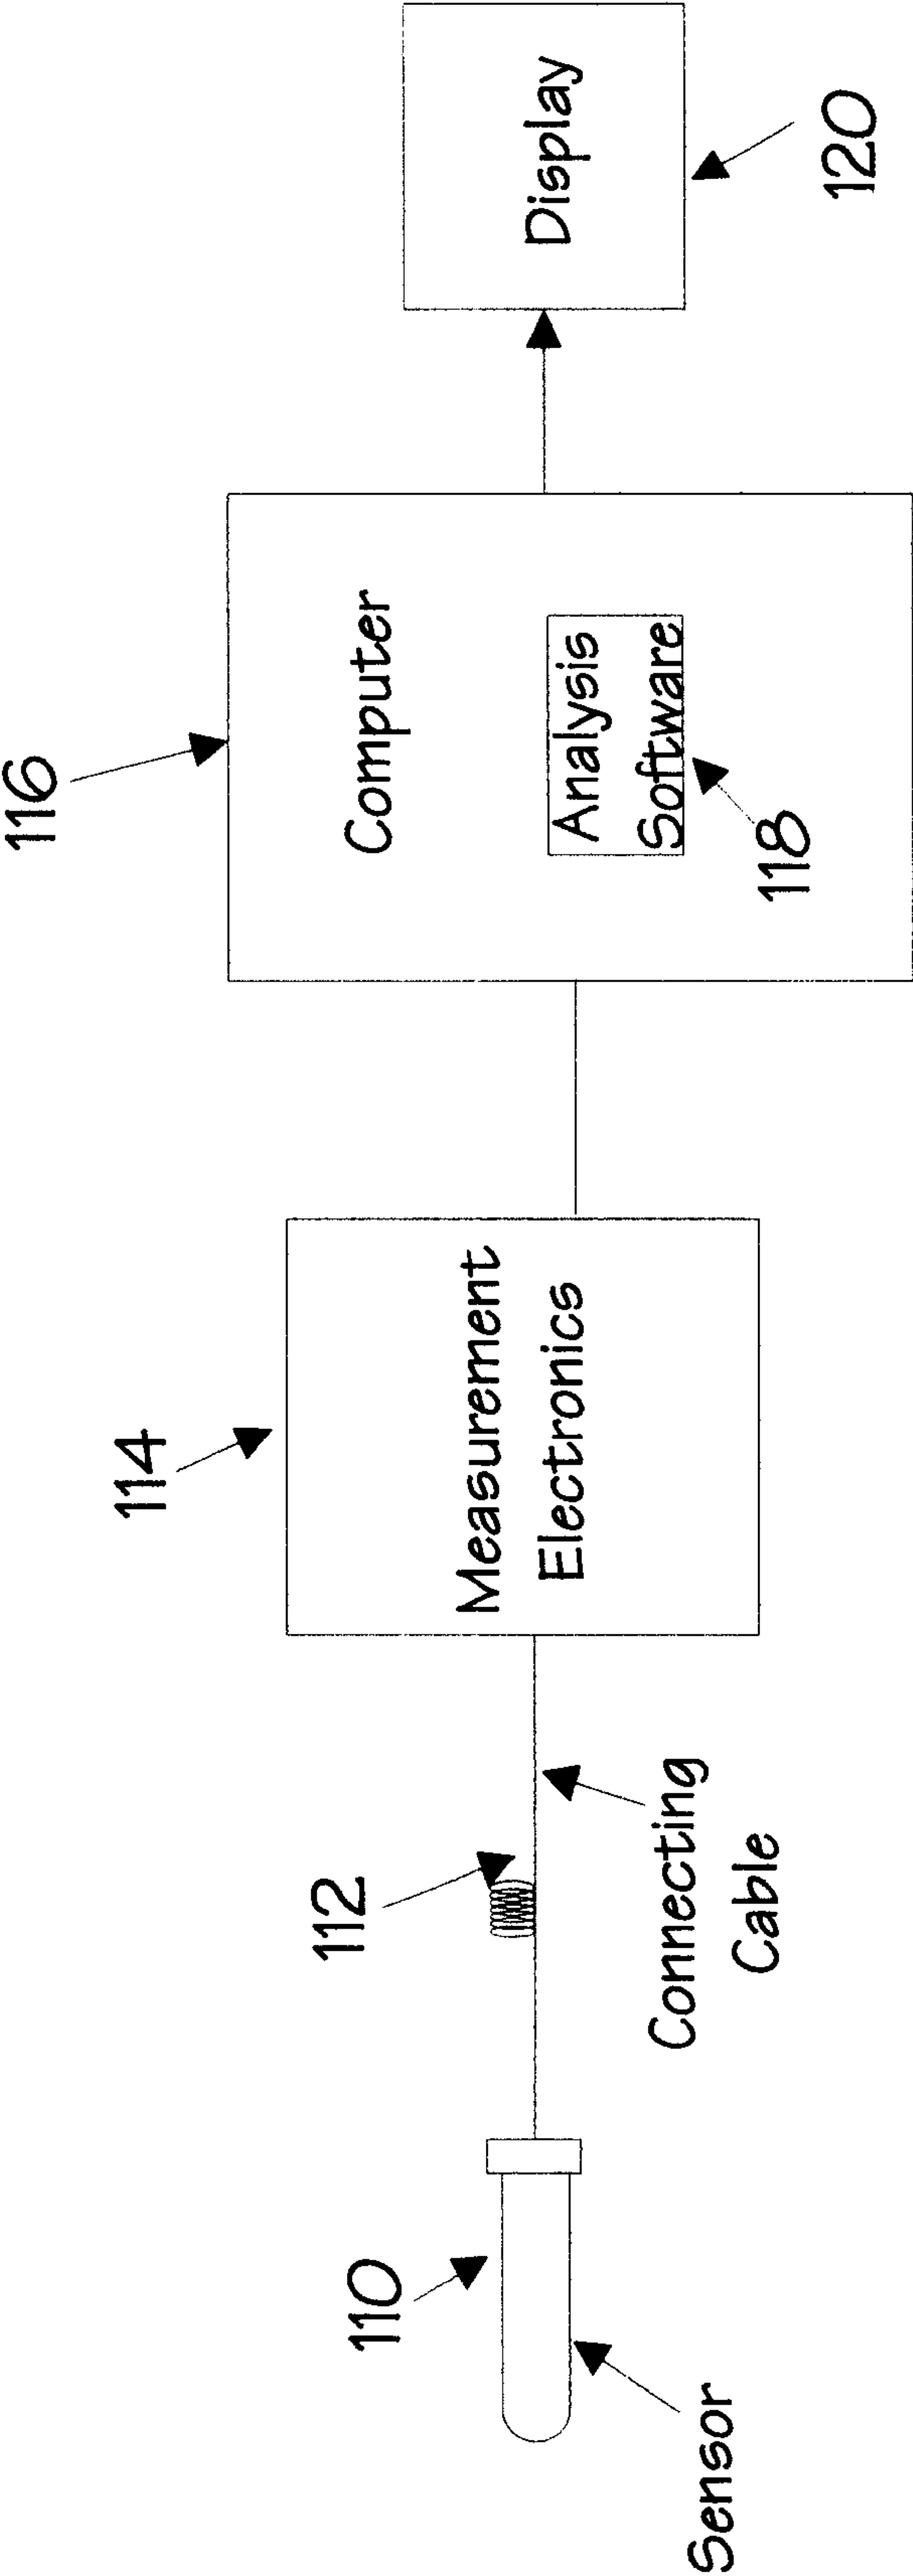 116
114
112
110
Computer
Display
Measurement
Electronics
Analysis
Software
118
120
Connecting
Cable
Sensor